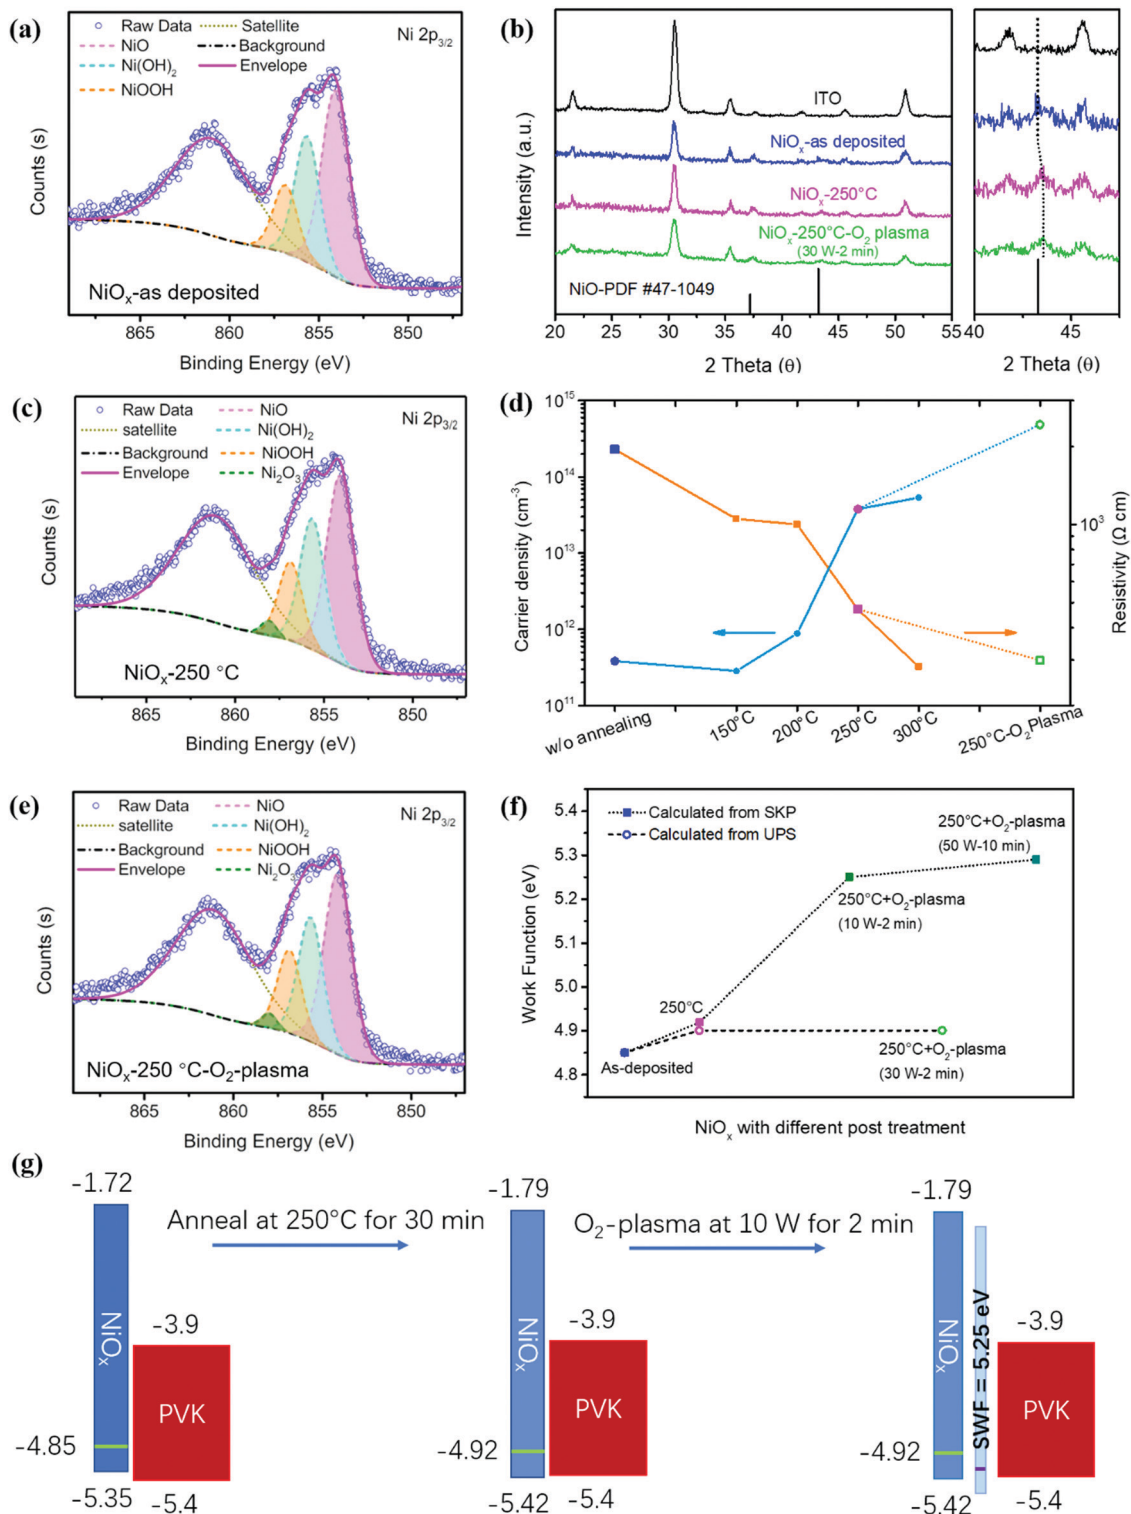 (a)
Raw Data
Satellite
NiO
Background
Ni(OH)2
Envelope
NiOOH
Ni 2p3/2
Counts (s)
NiOx-as deposited
865 860 855 850
Binding Energy (eV)
(b)
ITO
NiOx-as deposited
NiOx-250°C
NiOx-250°C-O2 plasma
(30 W-2 min)
NiO-PDF #47-1049
Intensity (a.u.)
20 25 30 35 40 45 50 55
2 Theta (θ)
40 45
2 Theta (θ)
(c)
Raw Data
NiO
satellite
Ni(OH)2
Background
NiOOH
Envelope
Ni2O3
Ni 2p3/2
Counts (s)
NiOx-250 °C
865 860 855 850
Binding Energy (eV)
(d)
10^15
10^14
10^13
10^12
10^11
Carrier density (cm-3)
10^3
Resistivity (Ω cm)
w/o annealing
150°C
200°C
250°C
300°C
250°C-O2Plasma
(e)
Raw Data
NiO
satellite
Ni(OH)2
Background
NiOOH
Envelope
Ni2O3
Ni 2p3/2
Counts (s)
NiOx-250 °C-O2-plasma
865 860 855 850
Binding Energy (eV)
(f)
5.4
5.3
5.2
5.1
5.0
4.9
4.8
Work Function (eV)
Calculated from SKP
Calculated from UPS
250°C+O2-plasma
(50 W-10 min)
250°C+O2-plasma
(10 W-2 min)
250°C
As-deposited
250°C+O2-plasma
(30 W-2 min)
NiOx with different post treatment
(g)
-1.72
NiOx
-4.85
-5.35
-3.9
PVK
-5.4
Anneal at 250°C for 30 min
-1.79
NiOx
-4.92
-5.42
-3.9
PVK
-5.4
O2-plasma at 10 W for 2 min
-1.79
NiOx
-4.92
-5.42
SWF = 5.25 eV
-3.9
PVK
-5.4